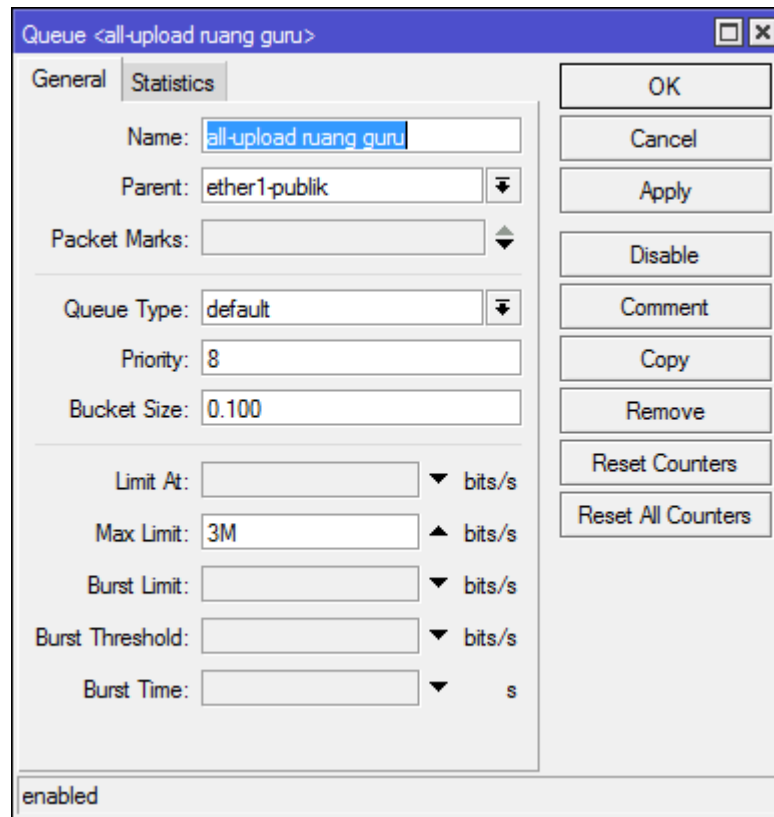 Queue <all-upload ruang guru>
General Statistics
Name: all-upload ruang guru
Parent: ether1-publik
Packet Marks:
Queue Type: default
Priority: 8
Bucket Size: 0.100
Limit At: bits/s
Max Limit: 3M bits/s
Burst Limit: bits/s
Burst Threshold: bits/s
Burst Time: s
OK
Cancel
Apply
Disable
Comment
Copy
Remove
Reset Counters
Reset All Counters
enabled